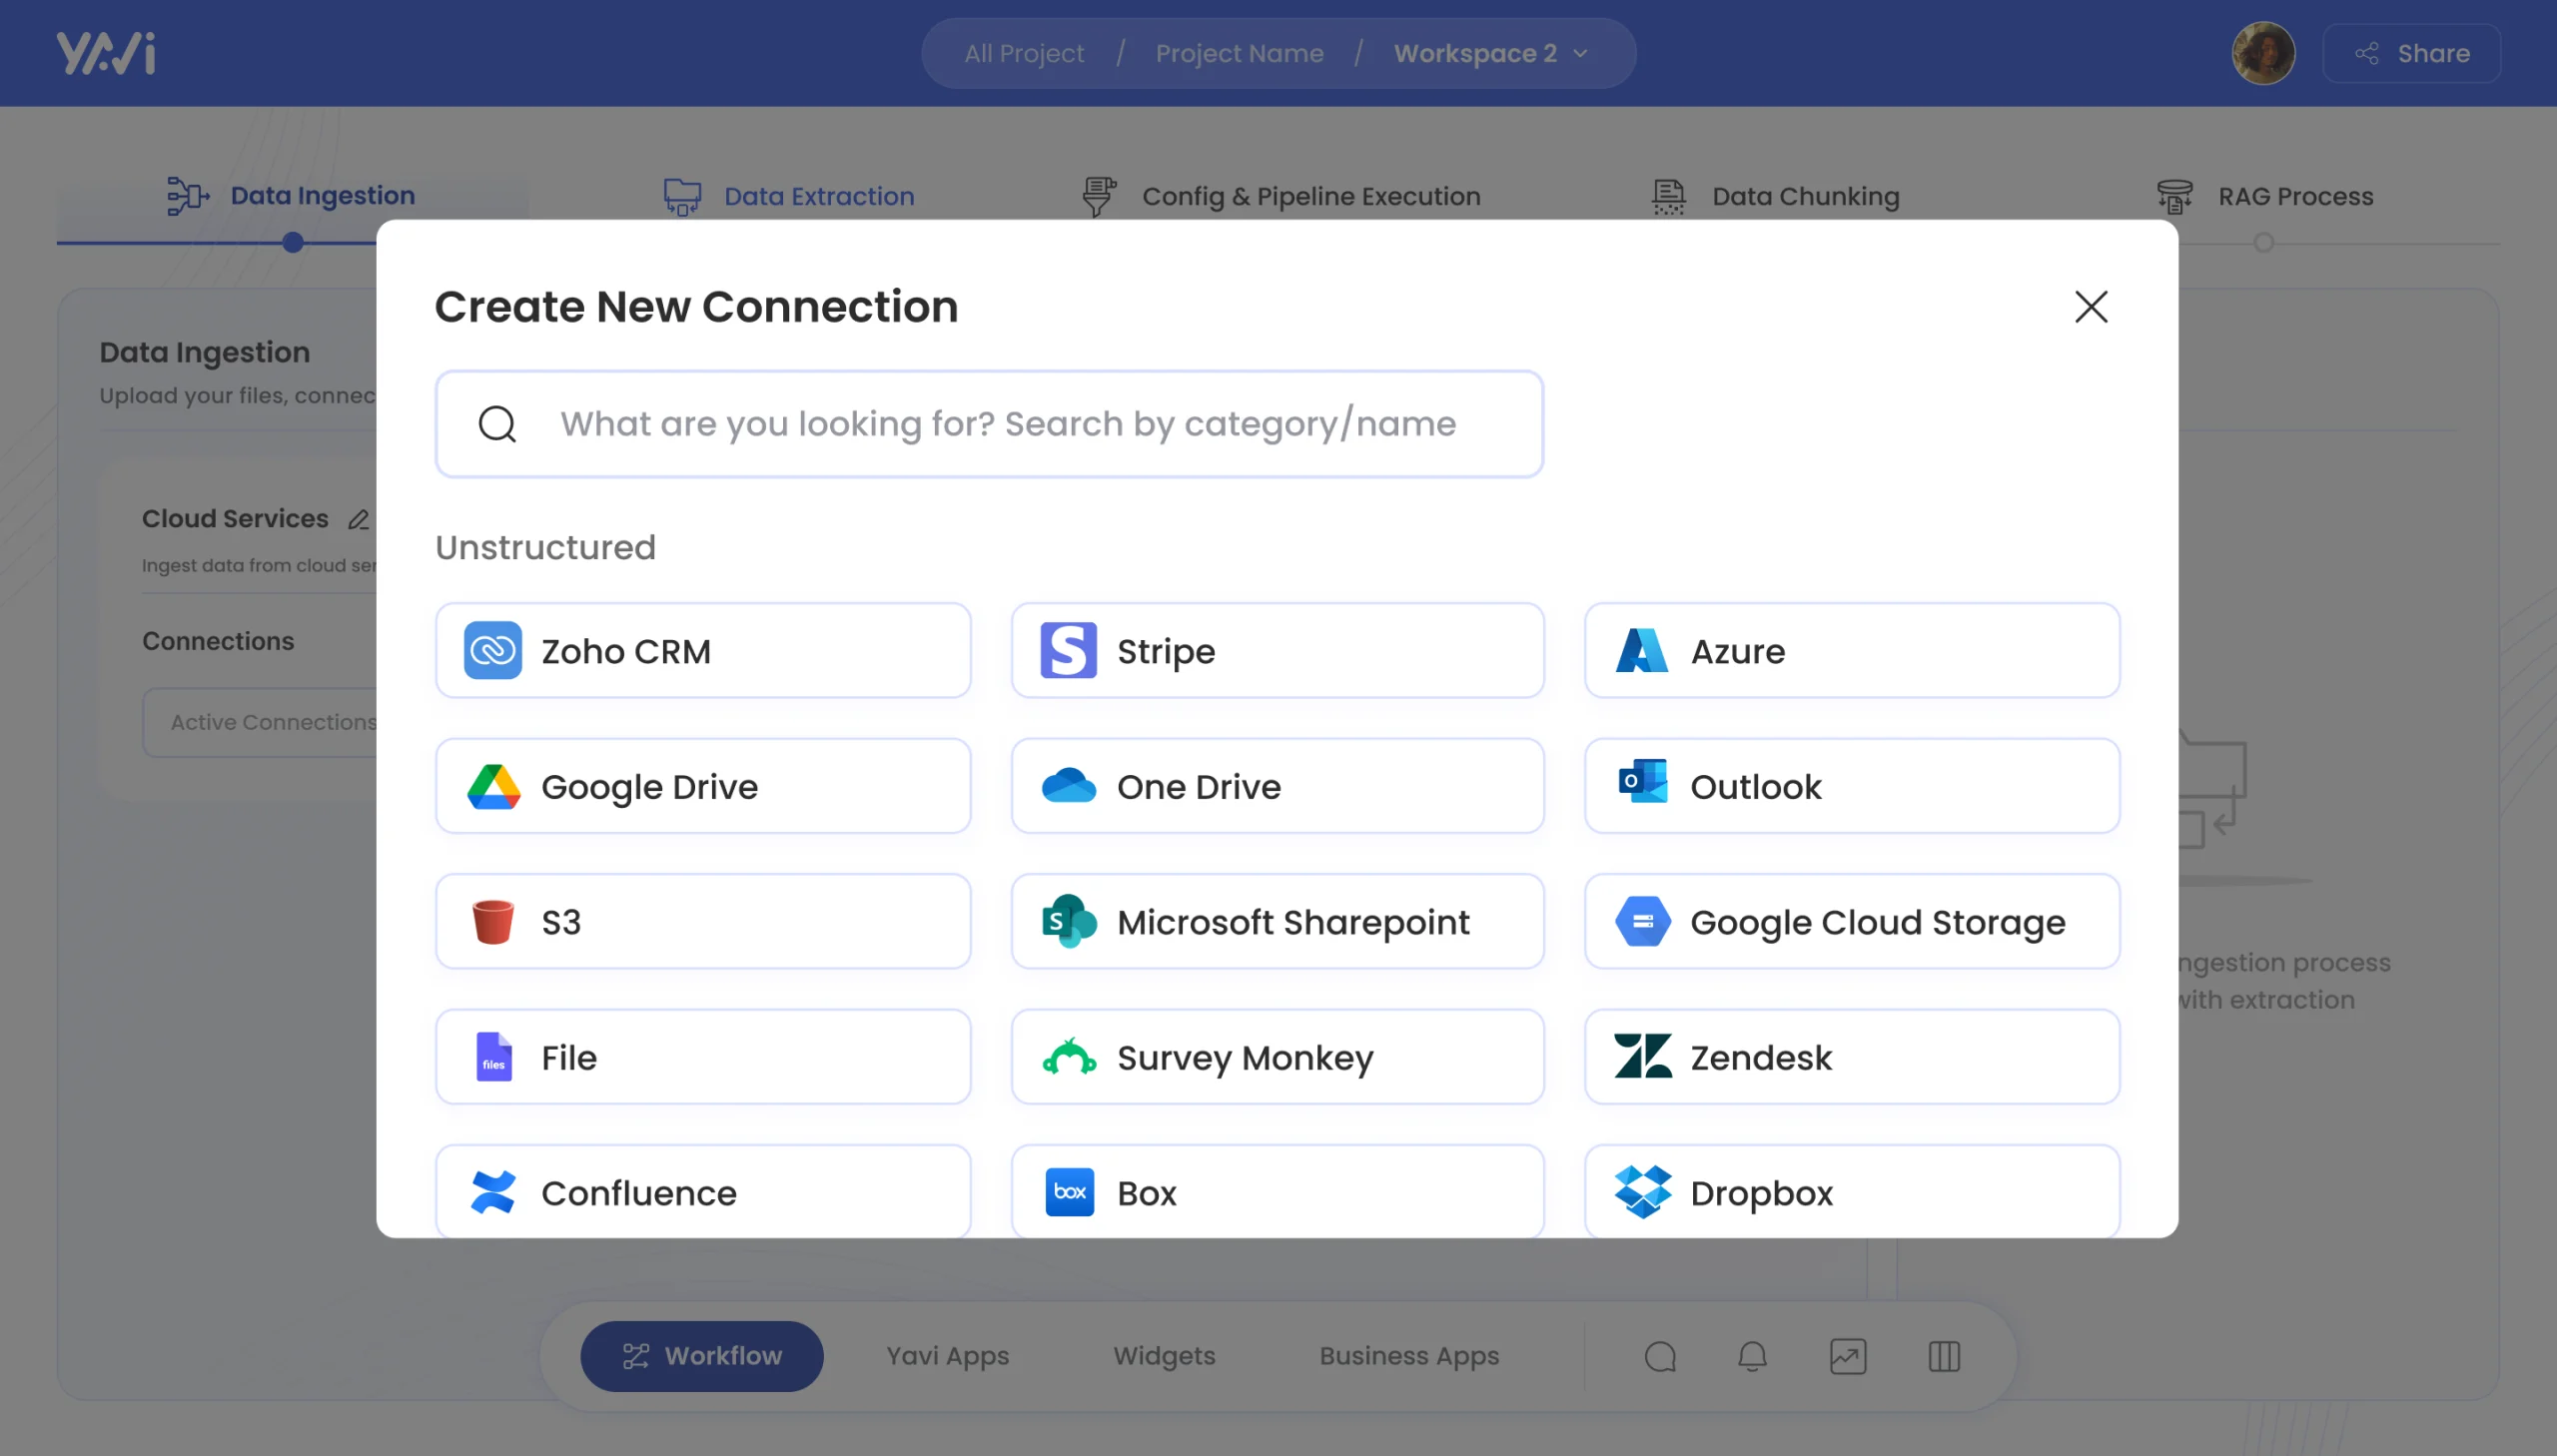 YAVi
All Project / Project Name / Workspace 2
Share
Data Ingestion
Data Extraction
Config & Pipeline Execution
Data Chunking
RAG Process
Data Ingestion
Upload your files, connec
Cloud Services
Ingest data from cloud ser
Connections
Active Connections
Create New Connection
What are you looking for? Search by category/name
Unstructured
Zoho CRM
S Stripe
Azure
Google Drive
One Drive
O Outlook
S3
S Microsoft Sharepoint
Google Cloud Storage
files File
Survey Monkey
Zendesk
Confluence
box Box
Dropbox
ngestion process
with extraction
Workflow
Yavi Apps
Widgets
Business Apps